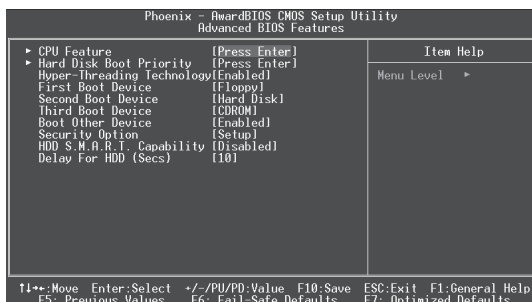 Phoenix - AwardBIOS CMOS Setup Utility
Advanced BIOS Features
► CPU Feature [Press Enter]
► Hard Disk Boot Priority [Press Enter]
Hyper-Threading Technology[Enabled]
First Boot Device [Floppy]
Second Boot Device [Hard Disk]
Third Boot Device [CDROM]
Boot Other Device [Enabled]
Security Option [Setup]
HDD S.M.A.R.T. Capability [Disabled]
Delay For HDD (Secs) [10]
Item Help
Menu Level ►
↑↓→←:Move Enter:Select +/-/PU/PD:Value F10:Save ESC:Exit F1:General Help
F5: Previous Values F6: Fail-Safe Defaults F7: Optimized Defaults